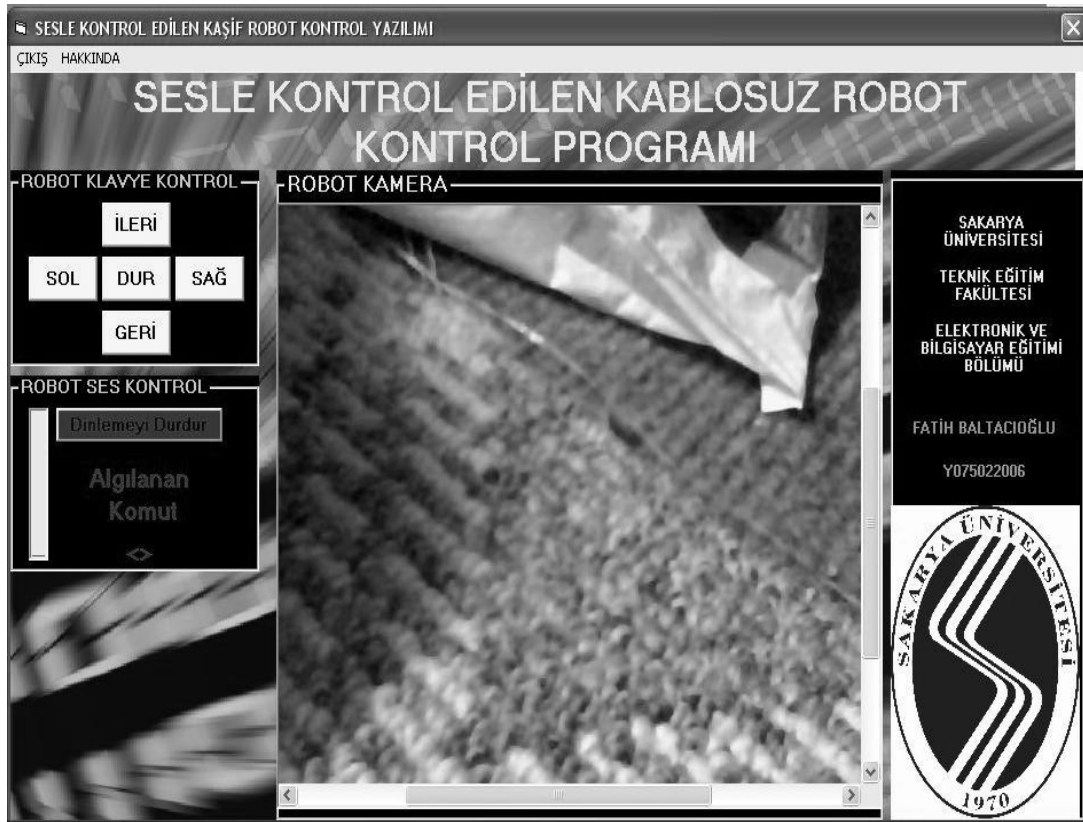 SESLE KONTROL EDİLEN KAŞİF ROBOT KONTROL YAZILIMI
ÇIKIŞ HAKKINDA
SESLE KONTROL EDİLEN KABLOSUZ ROBOT
KONTROL PROGRAMI
ROBOT KLAVYE KONTROL
İLERİ
SOL DUR SAĞ
GERİ
ROBOT SES KONTROL
Dinlemeyi Durdur
Algılanan
Komut
<>
ROBOT KAMERA
SAKARYA
ÜNİVERSİTESİ
TEKNİK EĞİTİM
FAKÜLTESİ
ELEKTRONİK VE
BİLGİSAYAR EĞİTİMİ
BÖLÜMÜ
FATİH BALTACIOĞLU
Y075022006
SAKARYA ÜNİVERSİTESİ
1970